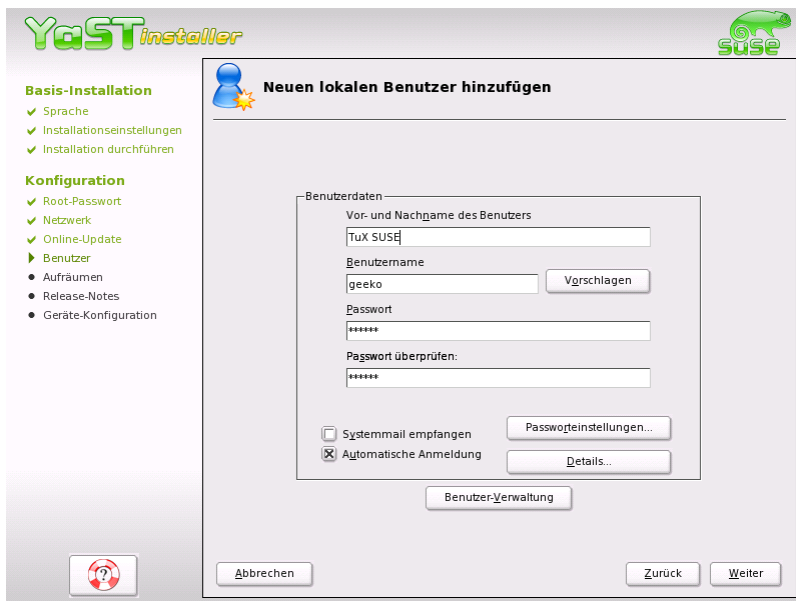 YaST installer
suse
Basis-Installation
Sprache
Installationseinstellungen
Installation durchführen
Konfiguration
Root-Passwort
Netzwerk
Online-Update
Benutzer
Aufräumen
Release-Notes
Geräte-Konfiguration
Neuen lokalen Benutzer hinzufügen
Benutzerdaten
Vor- und Nachname des Benutzers
TuX SUSE
Benutzername
geeko
Vorschlagen
Passwort
******
Passwort überprüfen:
******
Systemmail empfangen
Passworteinstellungen...
Automatische Anmeldung
Details...
Benutzer-Verwaltung
?
Abbrechen
Zurück
Weiter